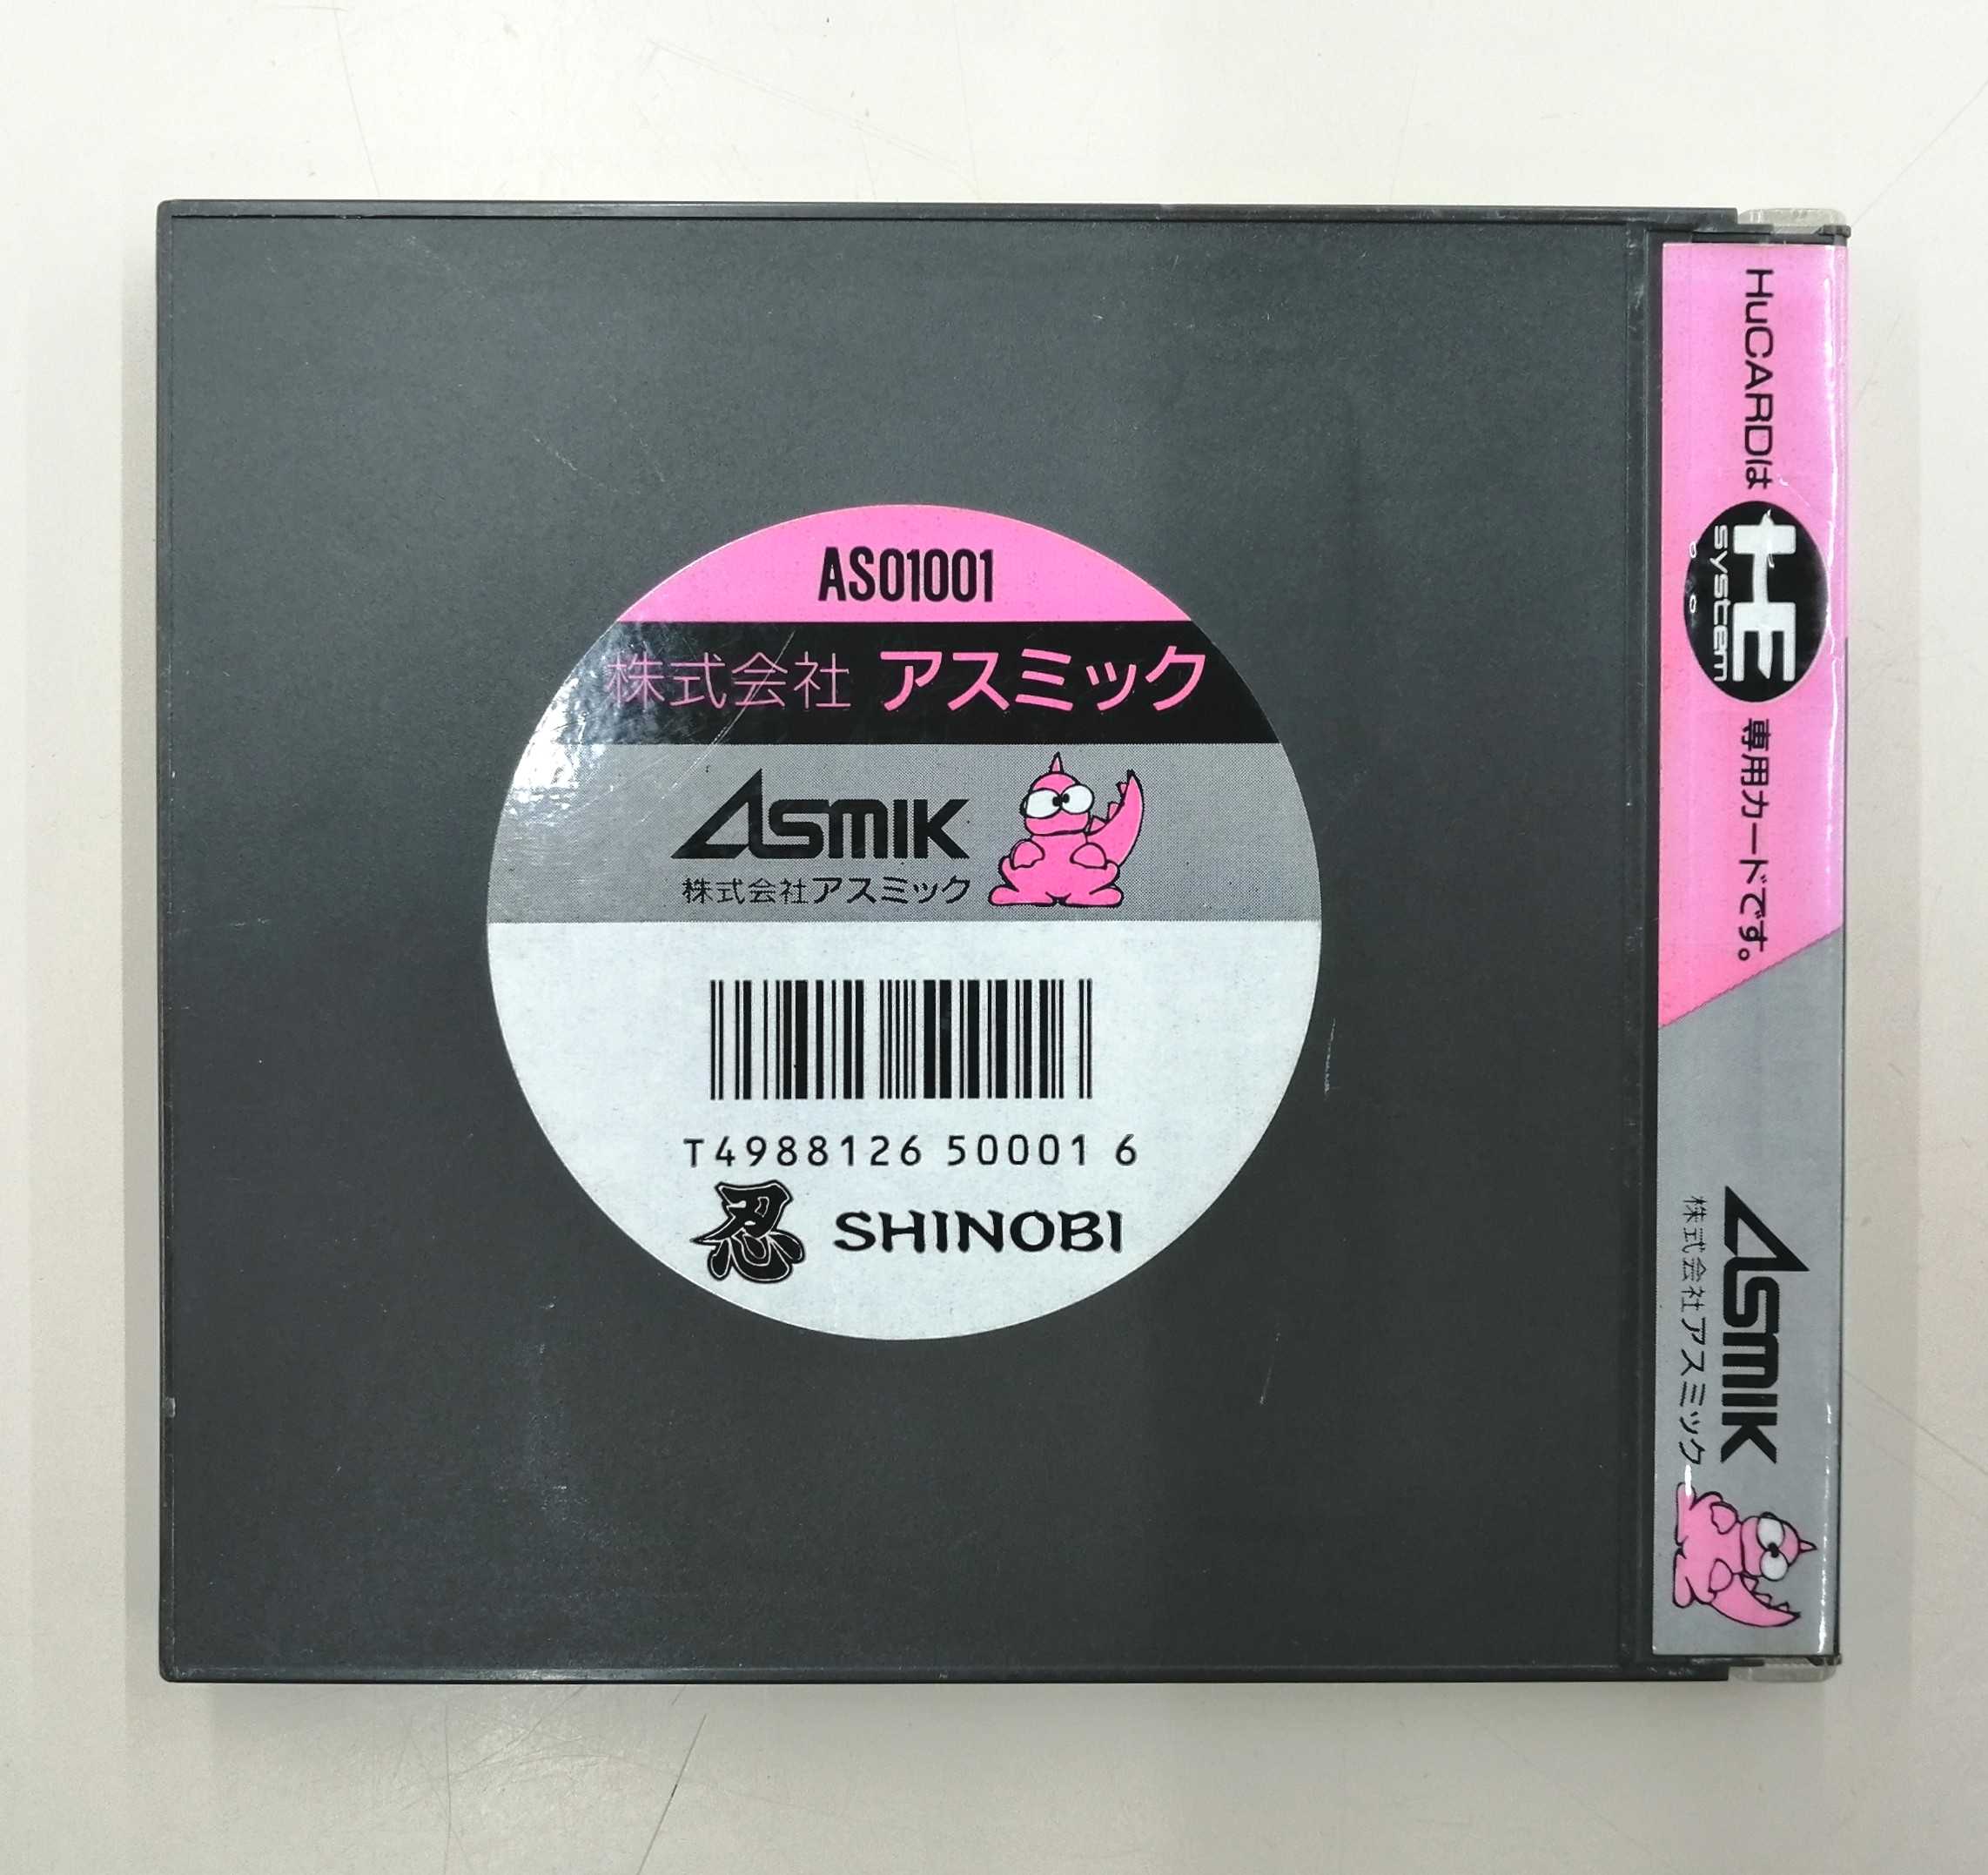 AS01001
株式会社 アスミック
ASMIK
株式会社アスミック
T4988126 50001 6
忍 SHINOBI
HuCARDは HE system 専用カードです。
ASMIK
株式会社アスミック